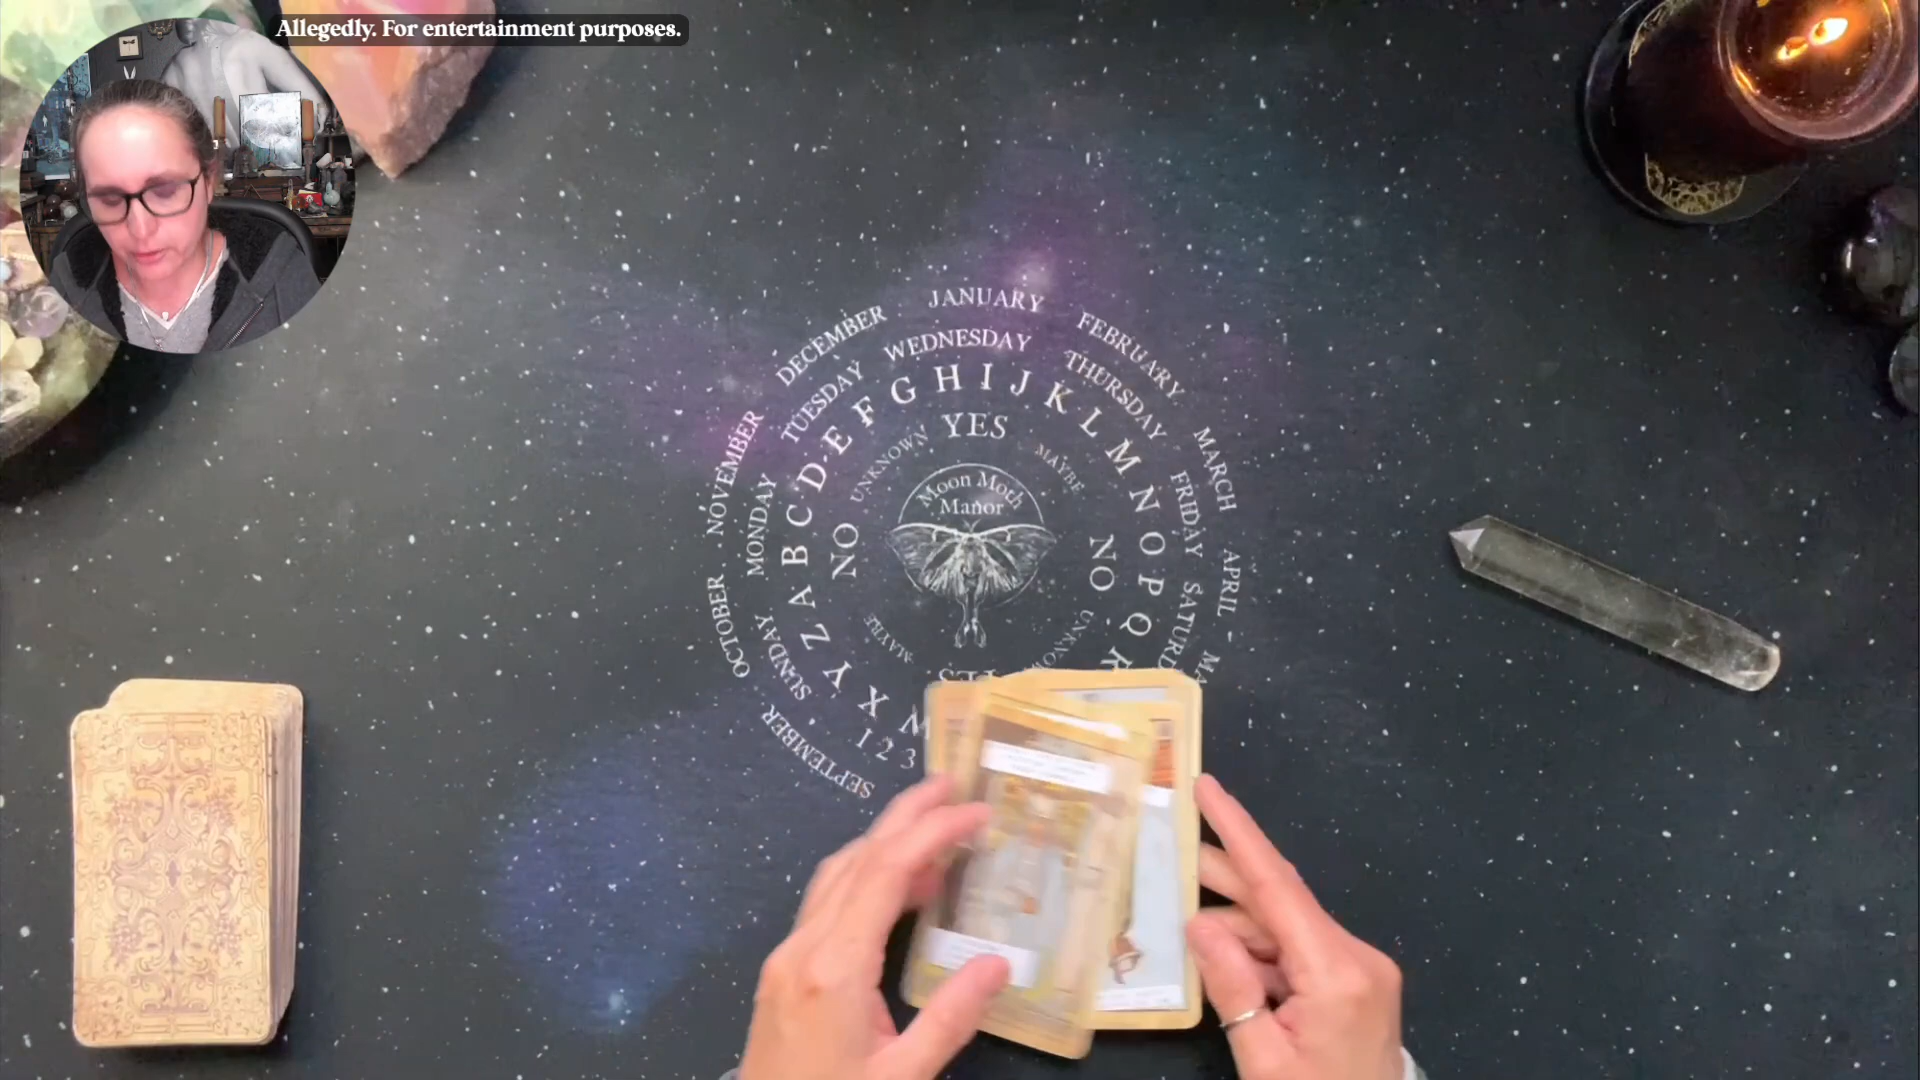 Allegedly. For entertainment purposes.
JANUARY
FEBRUARY
MARCH
APRIL
SEPTEMBER
OCTOBER
NOVEMBER
DECEMBER
SUNDAY
MONDAY
TUESDAY
WEDNESDAY
THURSDAY
FRIDAY
A B C D E F G H I J K L M N O P Q
X Y Z
1 2 3
YES
MAYBE
NO
MAYBE
NO
UNKNOWN
Moon Moth
Manor